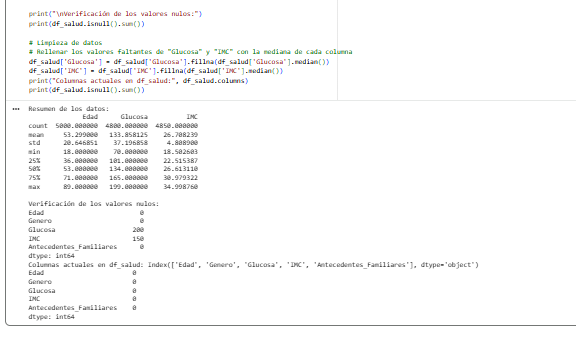 print("\nVerificación de los valores nulos:")
print(df_salud.isnull().sum())
# Limpieza de datos
# Rellenar los valores faltantes de "Glucosa" y "IMC" con la mediana de cada columna
df_salud['Glucosa'] = df_salud['Glucosa'].fillna(df_salud['Glucosa'].median())
df_salud['IMC'] = df_salud['IMC'].fillna(df_salud['IMC'].median())
print("Columnas actuales en df_salud:", df_salud.columns)
print(df_salud.isnull().sum())
••• Resumen de los datos:
Edad Glucosa IMC
count 5000.000000 4800.000000 4850.000000
mean 53.299000 133.858125 26.708239
std 20.646851 37.196858 4.808900
min 18.000000 70.000000 18.502603
25% 36.000000 101.000000 22.515387
50% 53.000000 134.000000 26.613110
75% 71.000000 165.000000 30.979322
max 89.000000 199.000000 34.998760
Verificación de los valores nulos:
Edad 0
Genero 0
Glucosa 200
IMC 150
Antecedentes_Familiares 0
dtype: int64
Columnas actuales en df_salud: Index(['Edad', 'Genero', 'Glucosa', 'IMC', 'Antecedentes_Familiares'], dtype='object')
Edad 0
Genero 0
Glucosa 0
IMC 0
Antecedentes_Familiares 0
dtype: int64